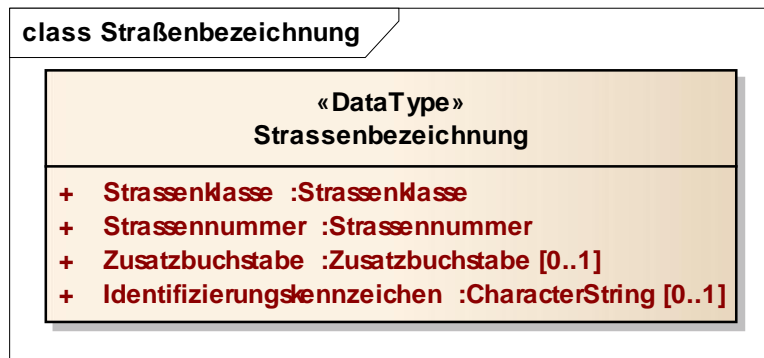 class Straßenbezeichnung
«DataType»
Strassenbezeichnung
+ Strassenklasse :Strassenklasse
+ Strassennummer :Strassennummer
+ Zusatzbuchstabe :Zusatzbuchstabe [0..1]
+ Identifizierungskennzeichen :CharacterString [0..1]